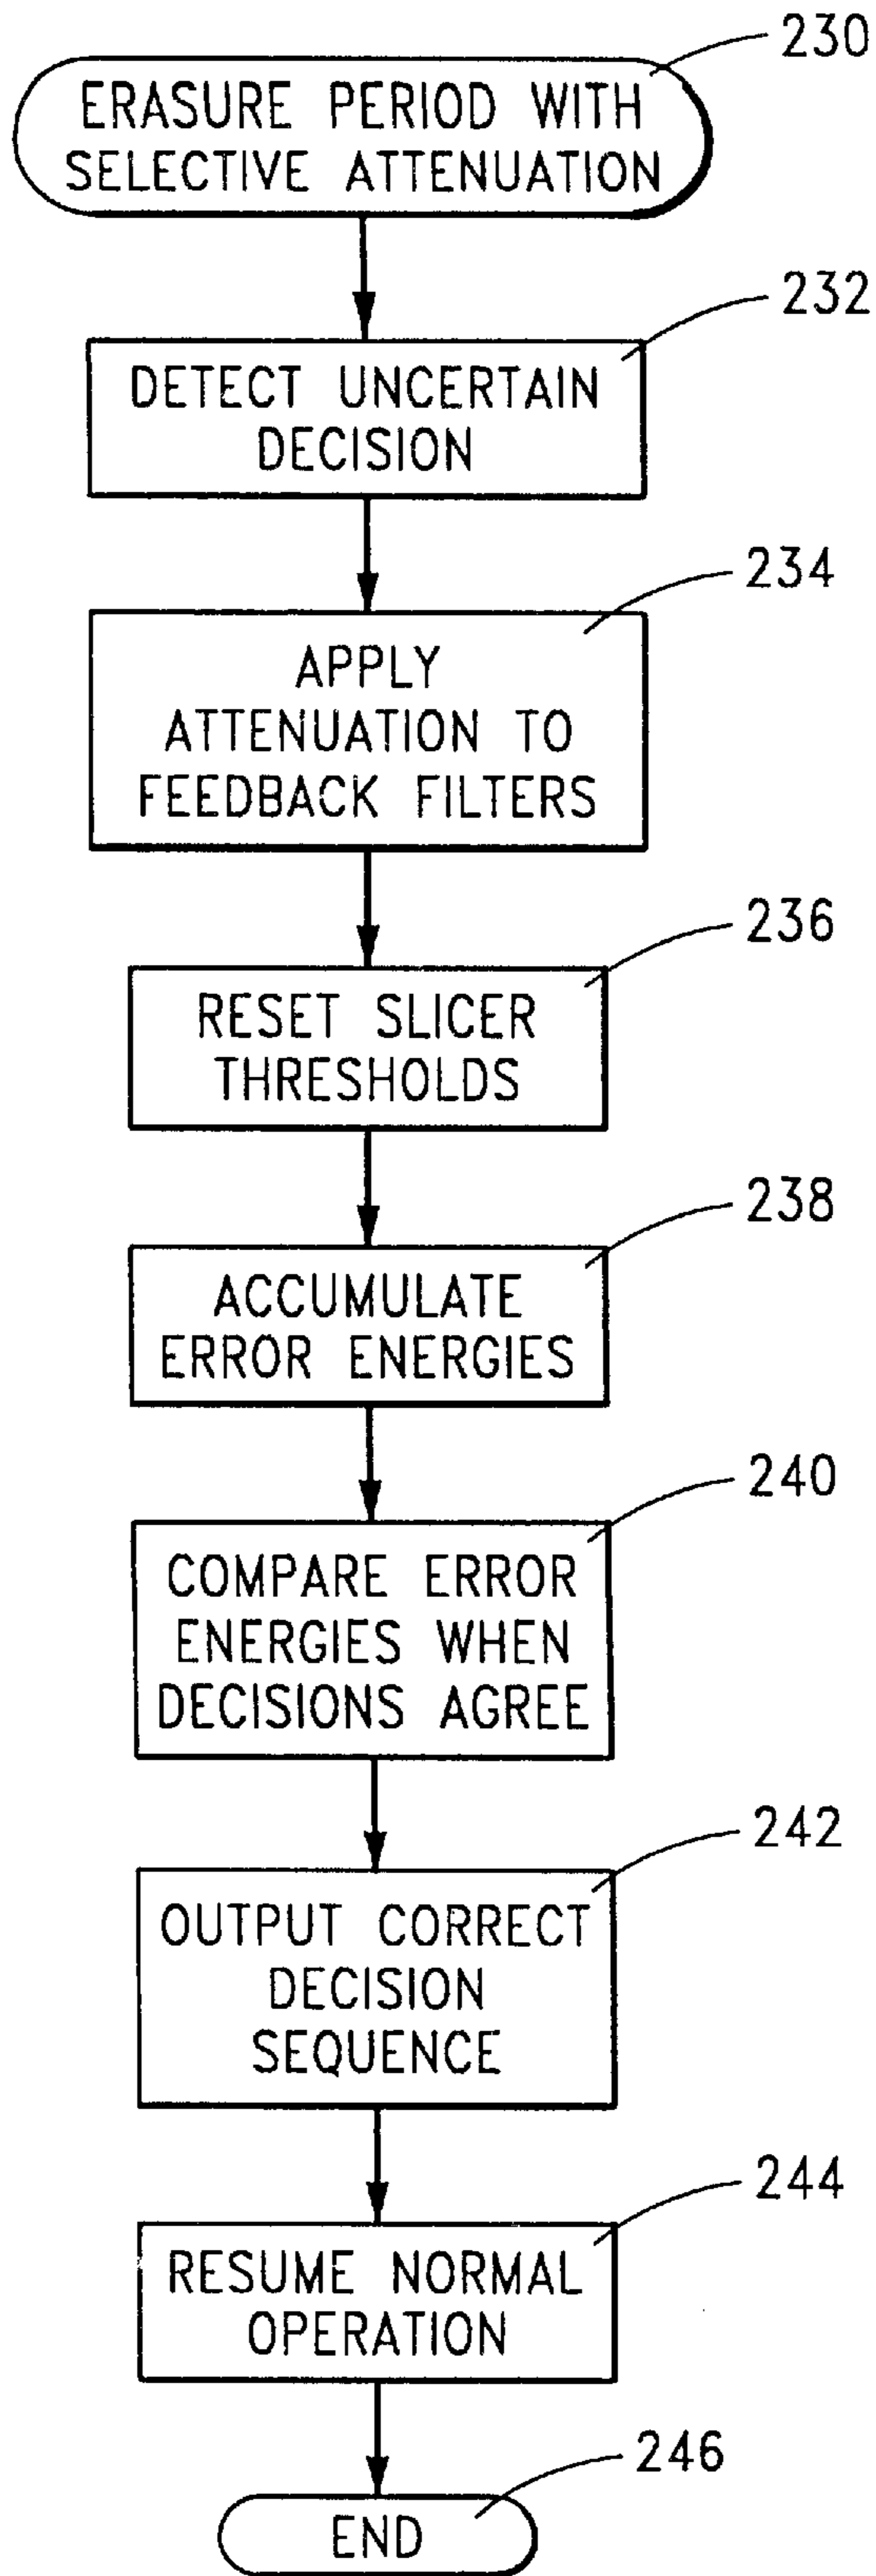 230
ERASURE PERIOD WITH
SELECTIVE ATTENUATION
232
DETECT UNCERTAIN
DECISION
234
APPLY
ATTENUATION TO
FEEDBACK FILTERS
236
RESET SLICER
THRESHOLDS
238
ACCUMULATE
ERROR ENERGIES
240
COMPARE ERROR
ENERGIES WHEN
DECISIONS AGREE
242
OUTPUT CORRECT
DECISION
SEQUENCE
244
RESUME NORMAL
OPERATION
246
END